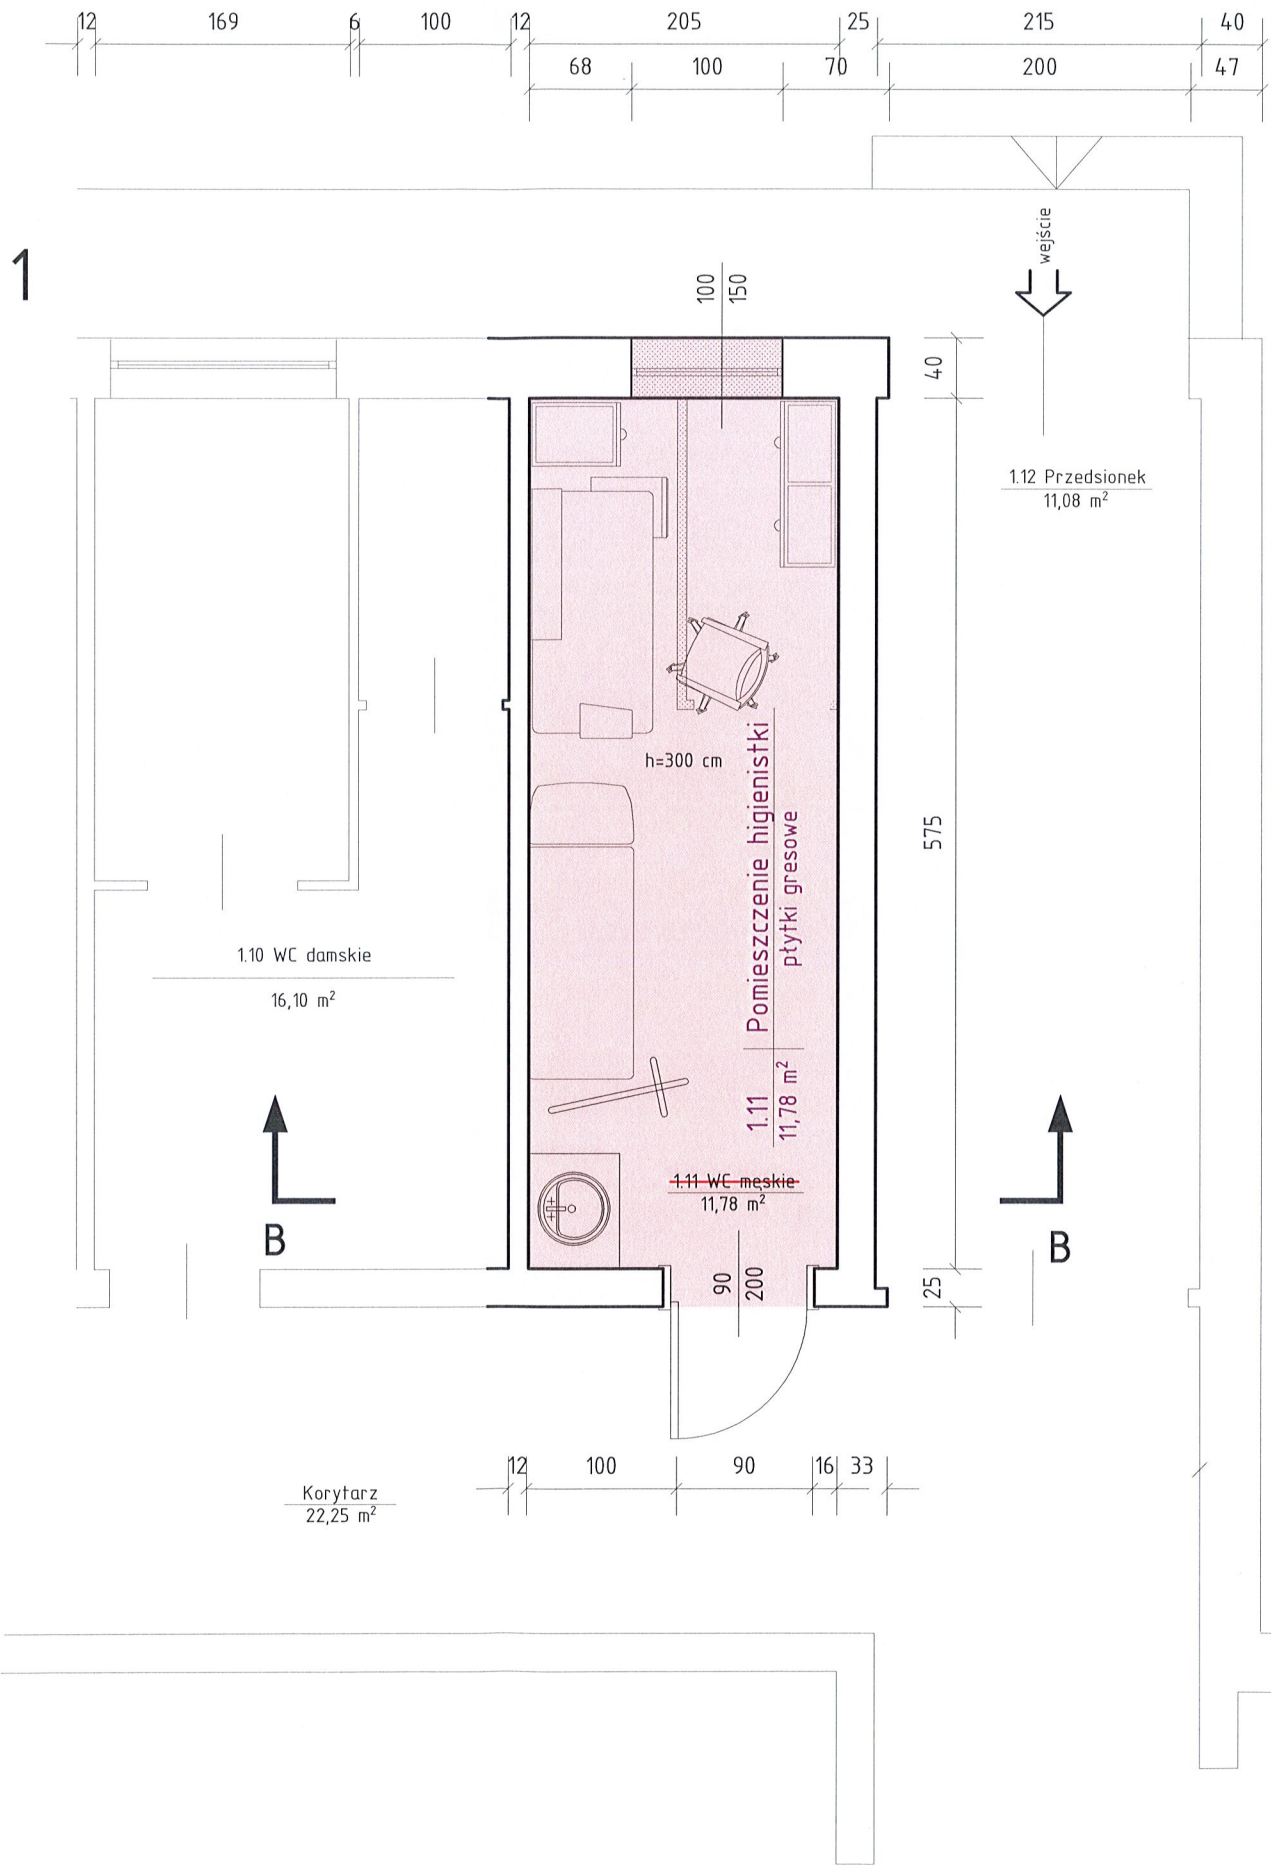 12 169 6 100 12 205 25 215 40
68 100 70 200 47
wejście
1
100
150
40
1.12 Przedsionek
11,08 m²
h=300 cm
575
1.11 Pomieszczenie higienistki
11,78 m² płytki gresowe
1.10 WC damskie
16,10 m²
1.11 WC męskie
11,78 m²
B
B
90
200
25
12 100 90 16 33
Korytarz
22,25 m²